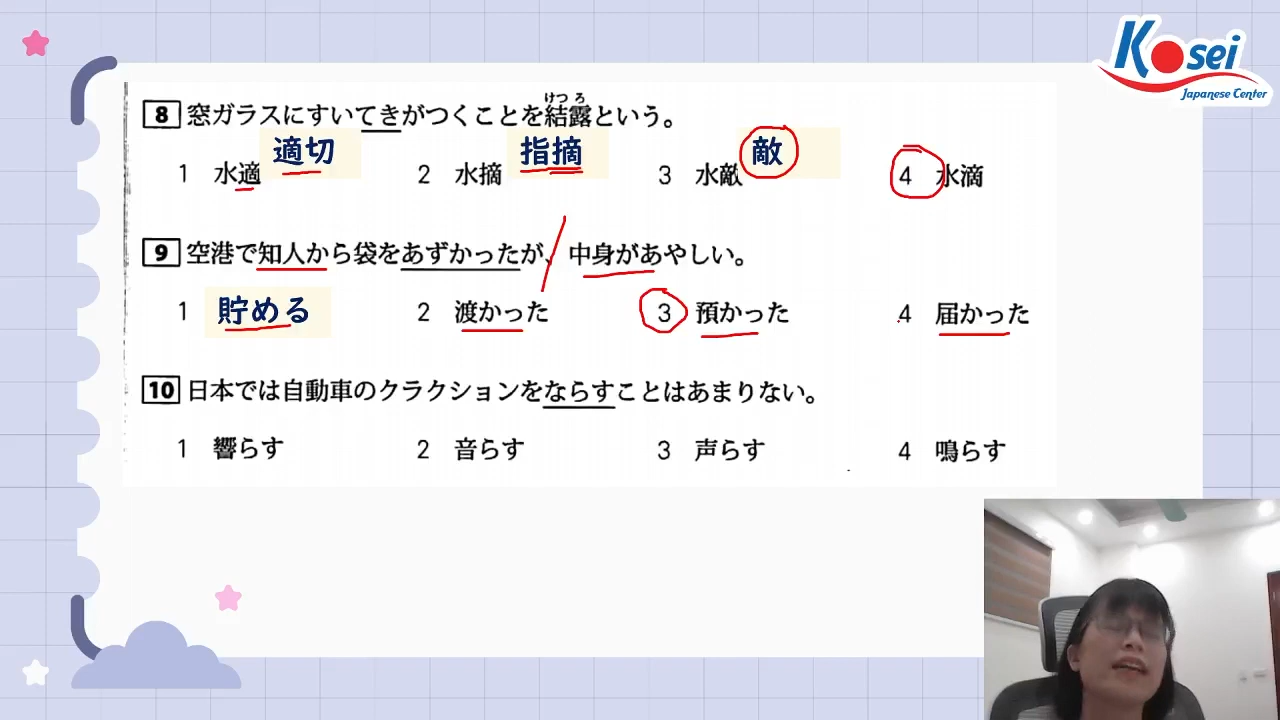 Kosei
Japanese Center
けつ ろ
8 窓ガラスにすいてきがつくことを結露という。
適切 指摘 敵
1 水適 2 水摘 3 水敵 4 水滴
9 空港で知人から袋をあずかったが、中身があやしい。
1 貯める 2 渡かった 3 預かった 4 届かった
10 日本では自動車のクラクションをならすことはあまりない。
1 響らす 2 音らす 3 声らす 4 鳴らす